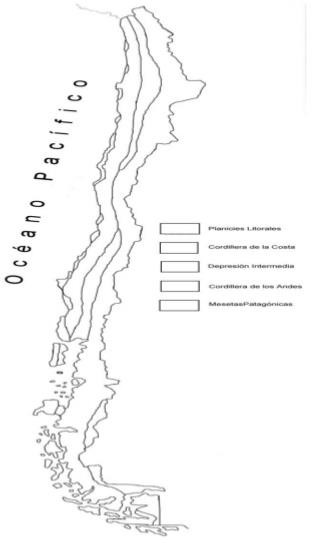 Océano Pacífico
Planicies Litorales
Cordillera de la Costa
Depresión Intermedia
Cordillera de los Andes
MesetasPatagónicas